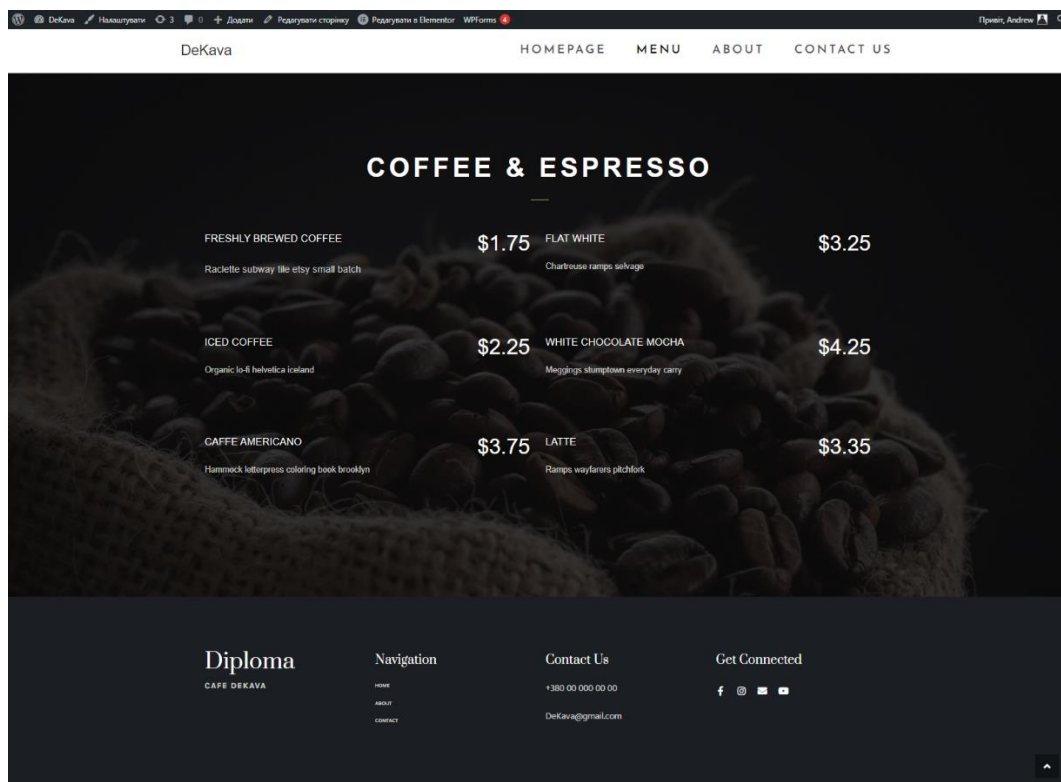 DeKava Налаштувати 3 0 Додати Редагувати сторінку Редагувати в Elementor WPForms 4 Привіт, Andrew
DeKava HOMEPAGE MENU ABOUT CONTACT US
COFFEE & ESPRESSO
FRESHLY BREWED COFFEE $1.75
Raclette subway tile etsy small batch
FLAT WHITE $3.25
Chartreuse ramps selvage
ICED COFFEE $2.25
Organic lo-fi helvetica iceland
WHITE CHOCOLATE MOCHA $4.25
Meggings stumptown everyday carry
CAFFE AMERICANO $3.75
Hammock letterpress coloring book brooklyn
LATTE $3.35
Ramps wayfarers pitchfork
Diploma
CAFE DEKAVA
Navigation
HOME
ABOUT
CONTACT
Contact Us
+380 00 000 00 00
DeKava@gmail.com
Get Connected